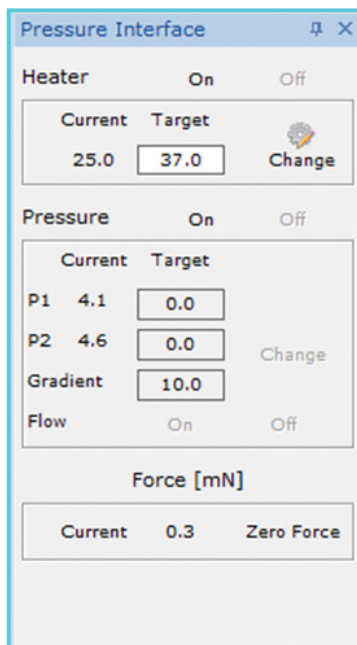 Pressure Interface
Heater On Off
Current Target
25.0 37.0 Change
Pressure On Off
Current Target
P1 4.1 0.0
P2 4.6 0.0
Change
Gradient 10.0
Flow On Off
Force [mN]
Current 0.3 Zero Force